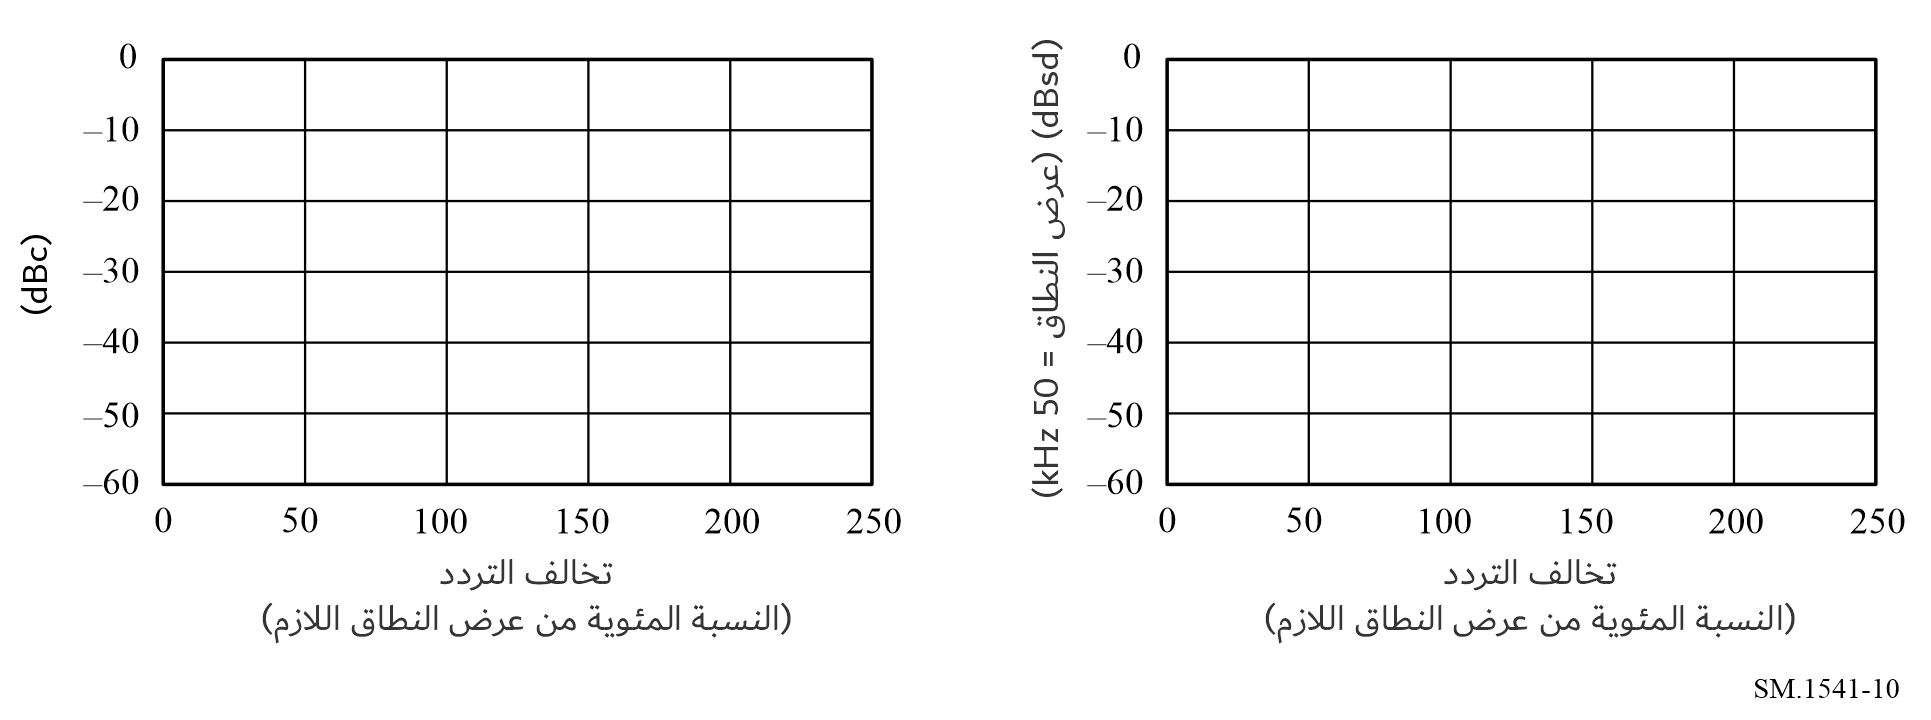 0
–10
–20
–30
–40
–50
–60
(dBc)
0 50 100 150 200 250
تخالف التردد
(النسبة المئوية من عرض النطاق اللازم)
0
–10
–20
–30
–40
–50
–60
(dBsd) (عرض النطاق = 50 kHz)
0 50 100 150 200 250
تخالف التردد
(النسبة المئوية من عرض النطاق اللازم)
SM.1541-10